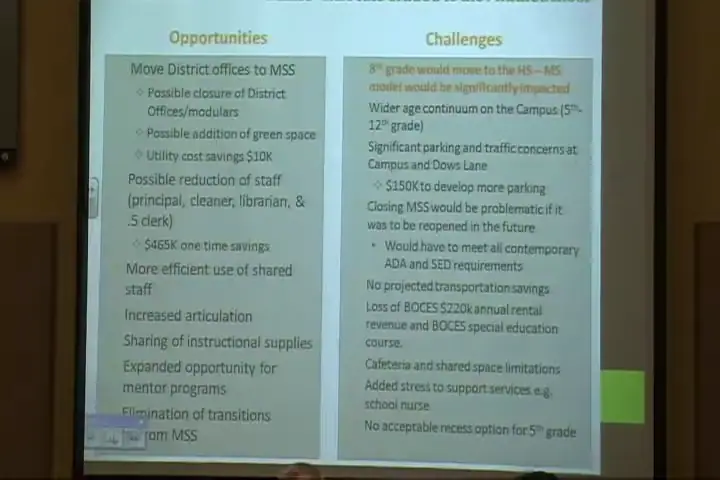 Opportunities
Move District offices to MSS
Possible closure of District
Offices/modulars
Possible addition of green space
Utility cost savings $10K
Possible reduction of staff
(principal, cleaner, librarian, &
.5 clerk)
$465K one time savings
More efficient use of shared
staff
Increased articulation
Sharing of instructional supplies
Expanded opportunity for
mentor programs
Elimination of transitions
from MSS
Challenges
8th grade would move to the HS – MS
model would be significantly impacted
Wider age continuum on the Campus (5th-
12th grade)
Significant parking and traffic concerns at
Campus and Dows Lane
$150K to develop more parking
Closing MSS would be problematic if it
was to be reopened in the future
Would have to meet all contemporary
ADA and SED requirements
No projected transportation savings
Loss of BOCES $220k annual rental
revenue and BOCES special education
course.
Cafeteria and shared space limitations
Added stress to support services e.g.
school nurse
No acceptable recess option for 5th grade